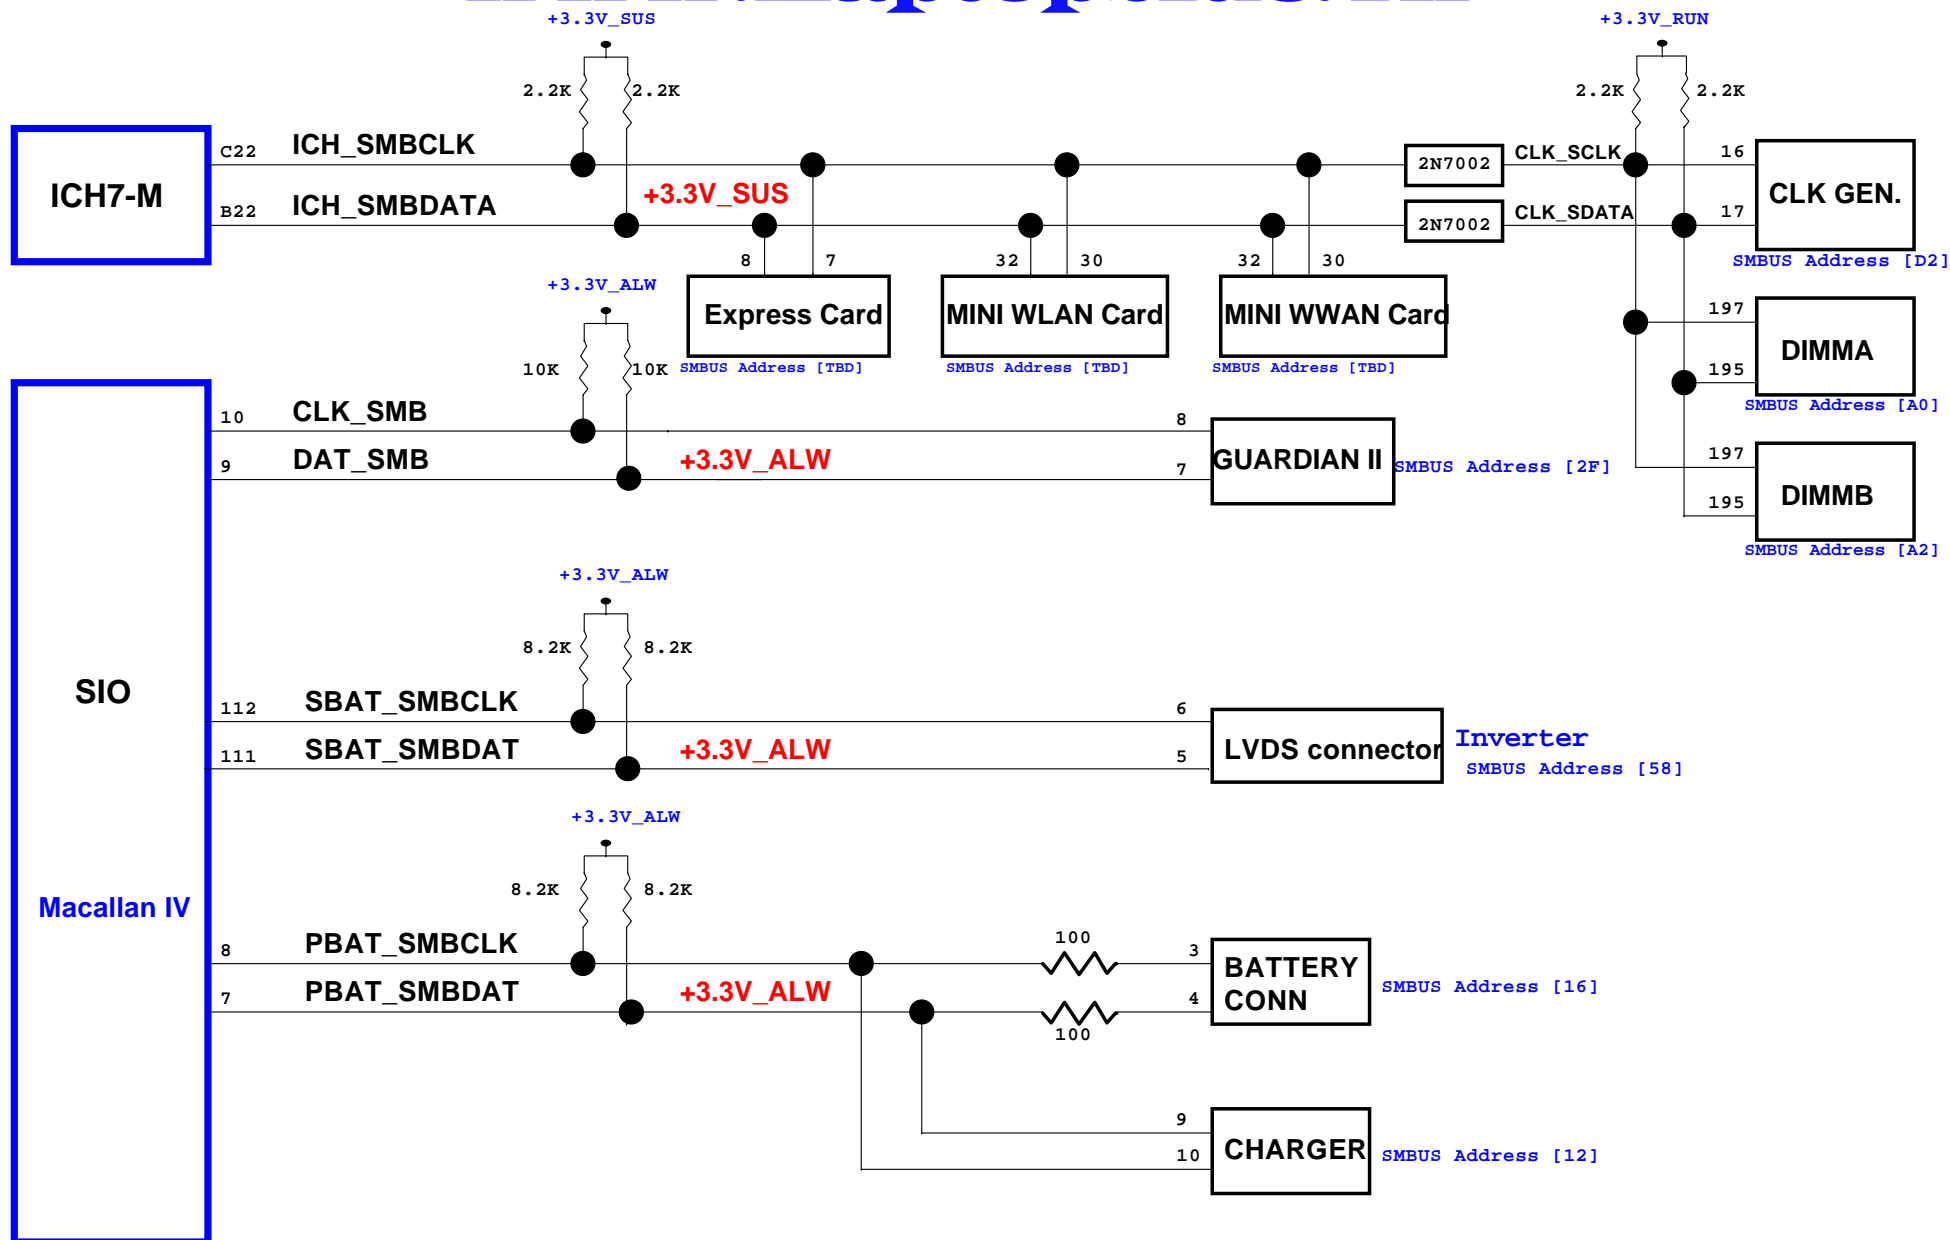 +3.3V_SUS
+3.3V_RUN
2.2K
2.2K
2.2K
2.2K
ICH7-M
C22
ICH_SMBCLK
2N7002
CLK_SCLK
16
CLK GEN.
+3.3V_SUS
B22
ICH_SMBDATA
2N7002
CLK_SDATA
17
SMBUS Address [D2]
8
7
32
30
32
30
Express Card
MINI WLAN Card
MINI WWAN Card
SMBUS Address [TBD]
SMBUS Address [TBD]
SMBUS Address [TBD]
197
DIMMA
195
SMBUS Address [A0]
197
DIMMB
195
SMBUS Address [A2]
+3.3V_ALW
10K
10K
10
CLK_SMB
8
9
DAT_SMB
+3.3V_ALW
7
GUARDIAN II
SMBUS Address [2F]
+3.3V_ALW
8.2K
8.2K
SIO
112
SBAT_SMBCLK
6
111
SBAT_SMBDAT
+3.3V_ALW
5
LVDS connector
Inverter
SMBUS Address [58]
+3.3V_ALW
8.2K
8.2K
Macallan IV
8
PBAT_SMBCLK
100
3
7
PBAT_SMBDAT
+3.3V_ALW
100
4
BATTERY
CONN
SMBUS Address [16]
9
10
CHARGER
SMBUS Address [12]